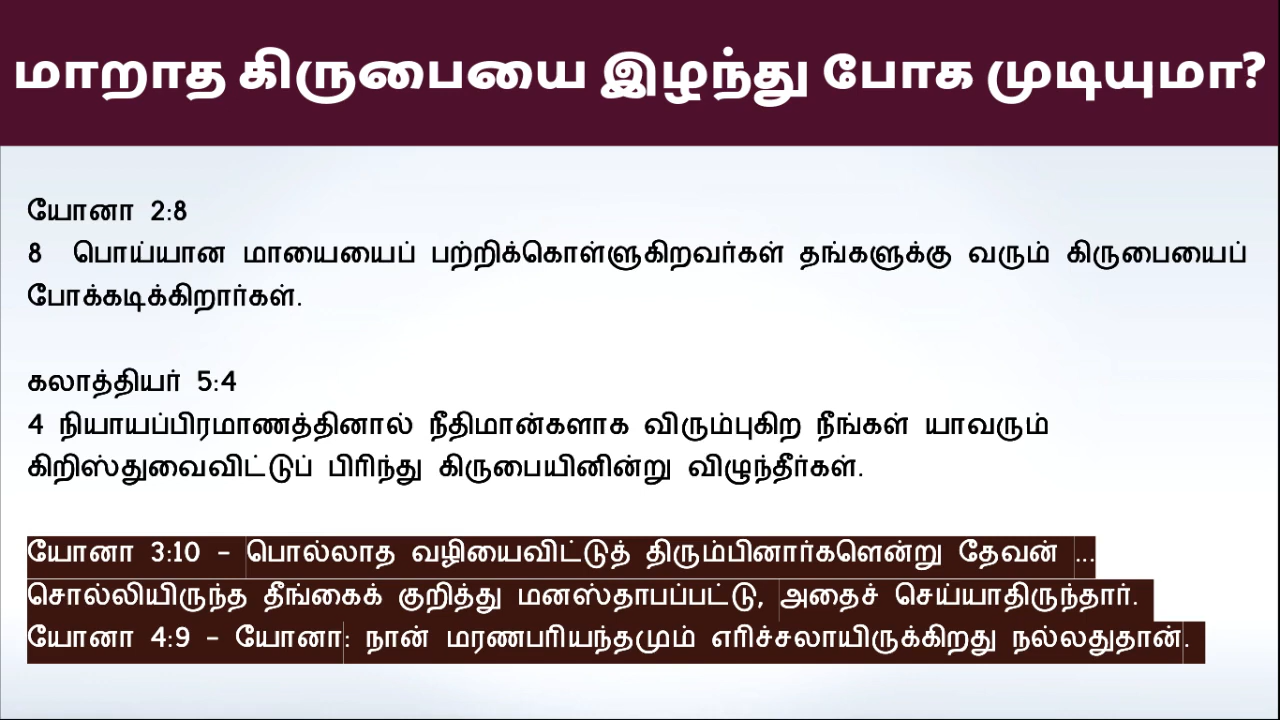 மாறாத கிருபையை இழந்து போக முடியுமா?
யோனா 2:8
8 பொய்யான மாயையைப் பற்றிக்கொள்ளுகிறவர்கள் தங்களுக்கு வரும் கிருபையைப்
போக்கடிக்கிறார்கள்.
கலாத்தியர் 5:4
4 நியாயப்பிரமாணத்தினால் நீதிமான்களாக விரும்புகிற நீங்கள் யாவரும்
கிறிஸ்துவைவிட்டுப் பிரிந்து கிருபையினின்று விழுந்தீர்கள்.
யோனா 3:10 – பொல்லாத வழியைவிட்டுத் திரும்பினார்களென்று தேவன் ...
சொல்லியிருந்த தீங்கைக் குறித்து மனஸ்தாபப்பட்டு, அதைச் செய்யாதிருந்தார்.
யோனா 4:9 – யோனா: நான் மரணபரியந்தமும் எரிச்சலாயிருக்கிறது நல்லதுதான்.